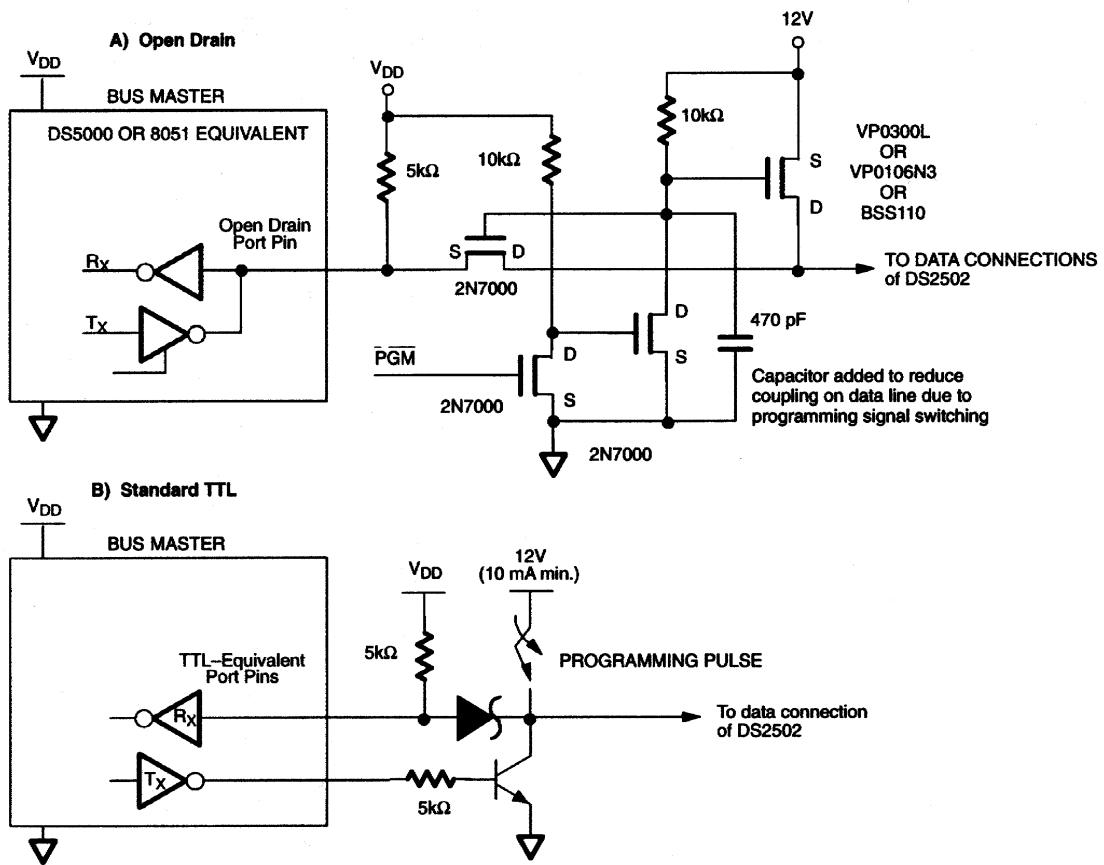 A) Open Drain
VDD
BUS MASTER
DS5000 OR 8051 EQUIVALENT
Open Drain
Port Pin
RX
TX
VDD
5kΩ
10kΩ
S
D
2N7000
PGM
2N7000
D
S
12V
10kΩ
S
D
VP0300L
OR
VP0106N3
OR
BSS110
TO DATA CONNECTIONS
of DS2502
D
S
2N7000
470 pF
Capacitor added to reduce
coupling on data line due to
programming signal switching
B) Standard TTL
VDD
BUS MASTER
TTL–Equivalent
Port Pins
RX
TX
VDD
5kΩ
5kΩ
12V
(10 mA min.)
PROGRAMMING PULSE
To data connection
of DS2502